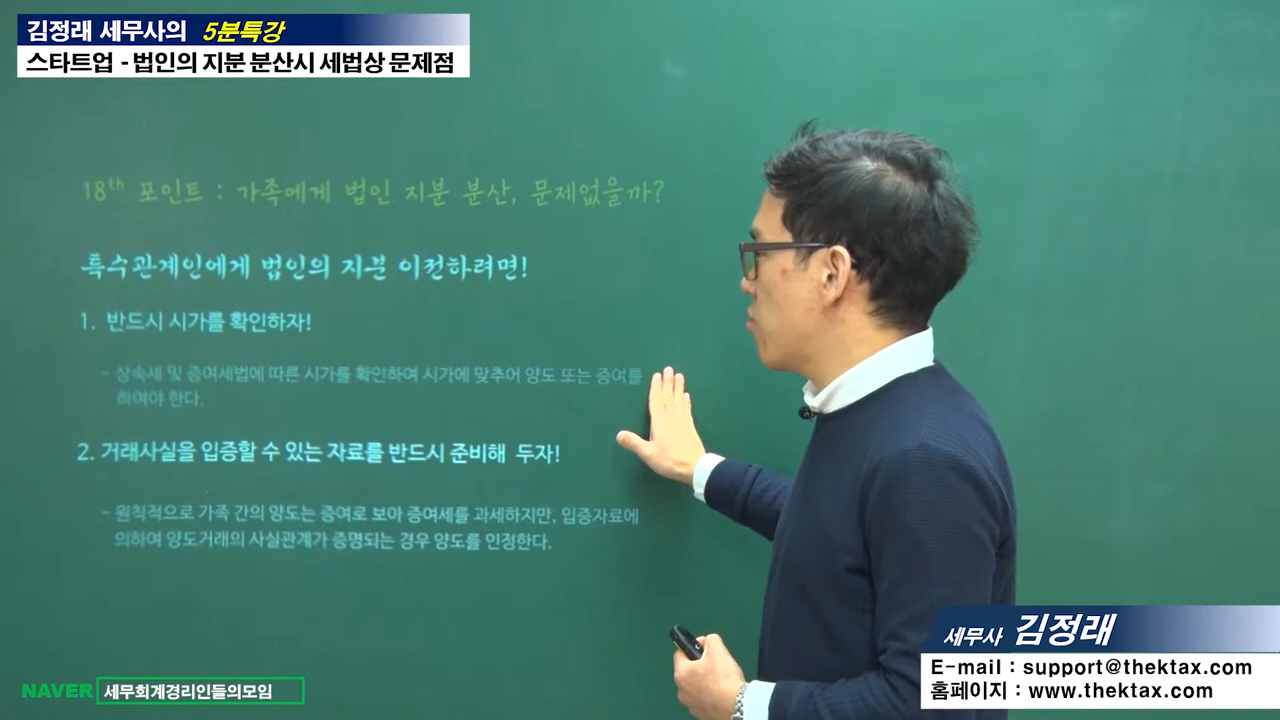 김정래 세무사의 5분특강
스타트업 - 법인의 지분 분산시 세법상 문제점
18th 포인트 : 가족에게 법인 지분 분산, 문제없을까?
특수관계인에게 법인의 지분 이전하려면!
1. 반드시 시가를 확인하자!
- 상속세 및 증여세법에 따른 시가를 확인하여 시가에 맞추어 양도 또는 증여를
하여야 한다.
2. 거래사실을 입증할 수 있는 자료를 반드시 준비해 두자!
- 원칙적으로 가족 간의 양도는 증여로 보아 증여세를 과세하지만, 입증자료에
의하여 양도거래의 사실관계가 증명되는 경우 양도를 인정한다.
세무사 김정래
E-mail : support@thektax.com
홈페이지 : www.thektax.com
NAVER 세무회계경리인들의모임